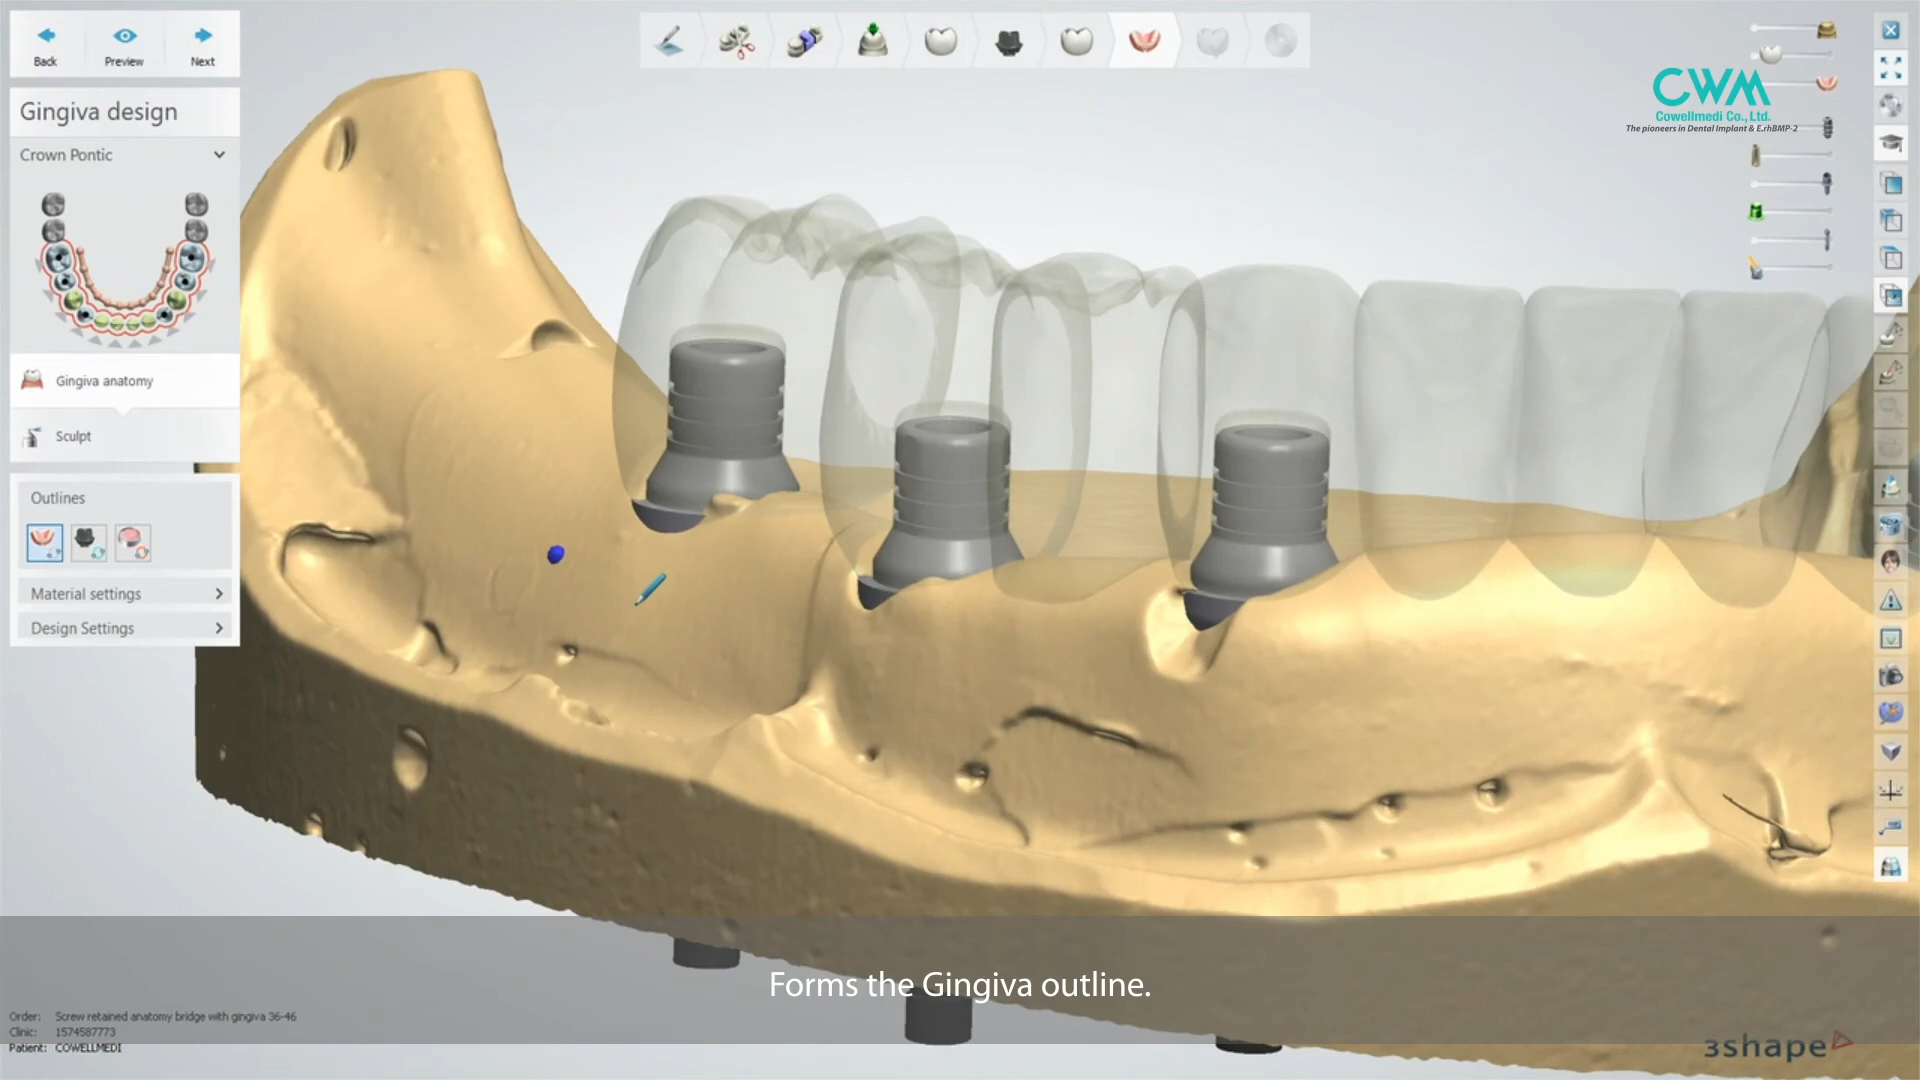 Back
Preview
Next
Gingiva design
Crown Pontic
Gingiva anatomy
Sculpt
Outlines
Material settings
Design Settings
CWM
Cowellmedi Co., Ltd.
The pioneers in Dental Implant & E.rhBMP-2
Forms the Gingiva outline.
Order: Screw retained anatomy bridge with gingiva 36-46
Clinic: 1574587773
Patient: COWELLMEDI
3shape